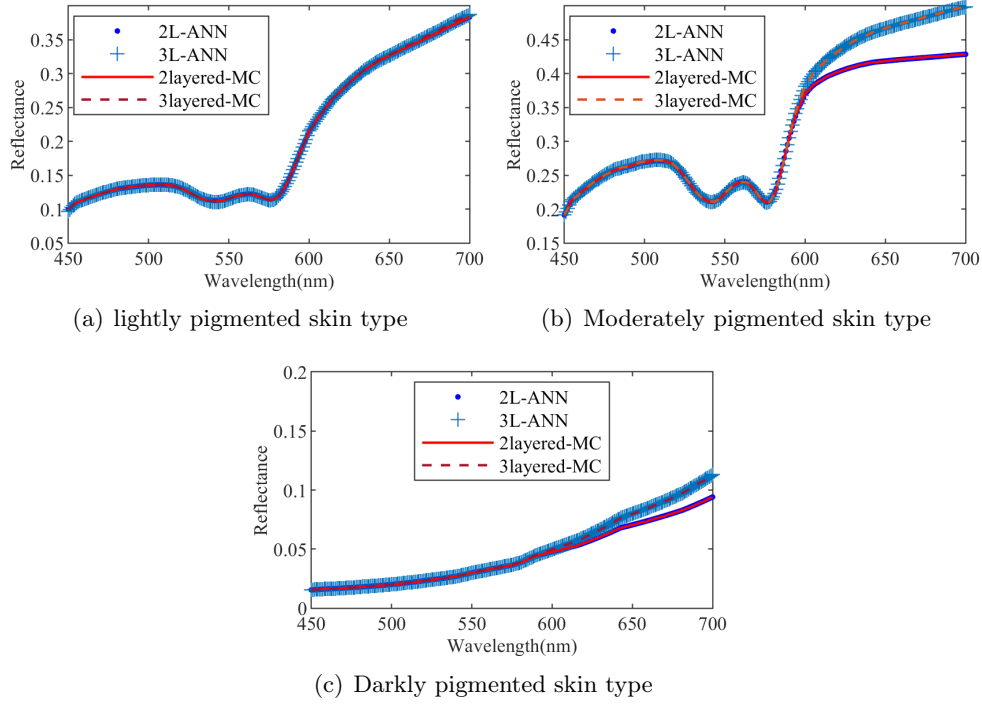 2L-ANN
3L-ANN
2layered-MC
3layered-MC
0.35
0.3
0.25
0.2
0.15
0.1
0.05
Reflectance
450 500 550 600 650 700
Wavelength(nm)
(a) lightly pigmented skin type
2L-ANN
3L-ANN
2layered-MC
3layered-MC
0.45
0.4
0.35
0.3
0.25
0.2
0.15
Reflectance
450 500 550 600 650 700
Wavelength(nm)
(b) Moderately pigmented skin type
2L-ANN
3L-ANN
2layered-MC
3layered-MC
0.2
0.15
0.1
0.05
0
Reflectance
450 500 550 600 650 700
Wavelength(nm)
(c) Darkly pigmented skin type